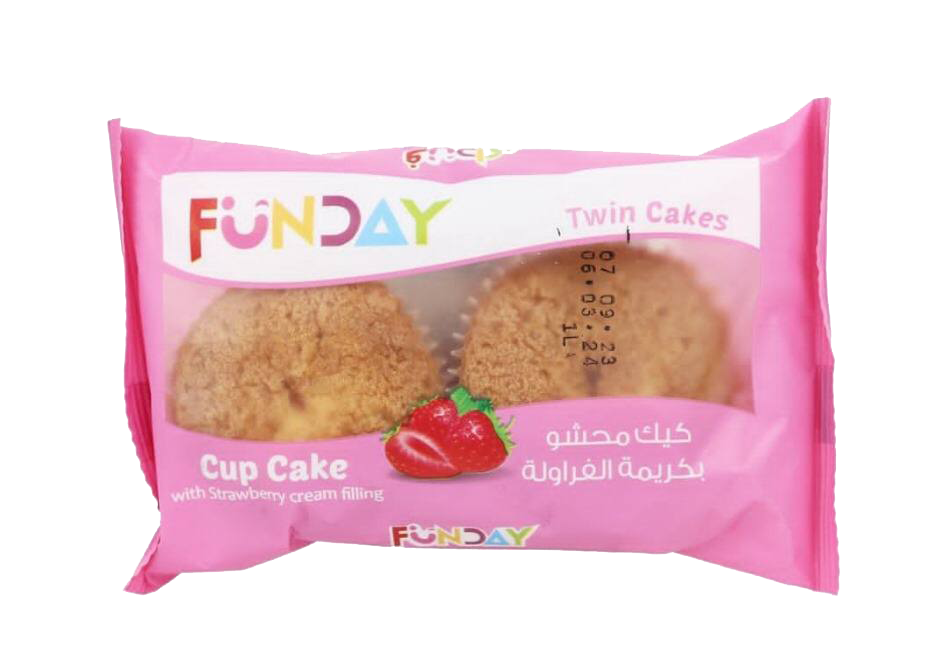 فنداي
FUNDAY
Twin Cakes
07 09 • 23
06 • 03 • 24
1L
كيك محشو
بكريمة الفراولة
Cup Cake
with Strawberry cream filling
FUNDAY